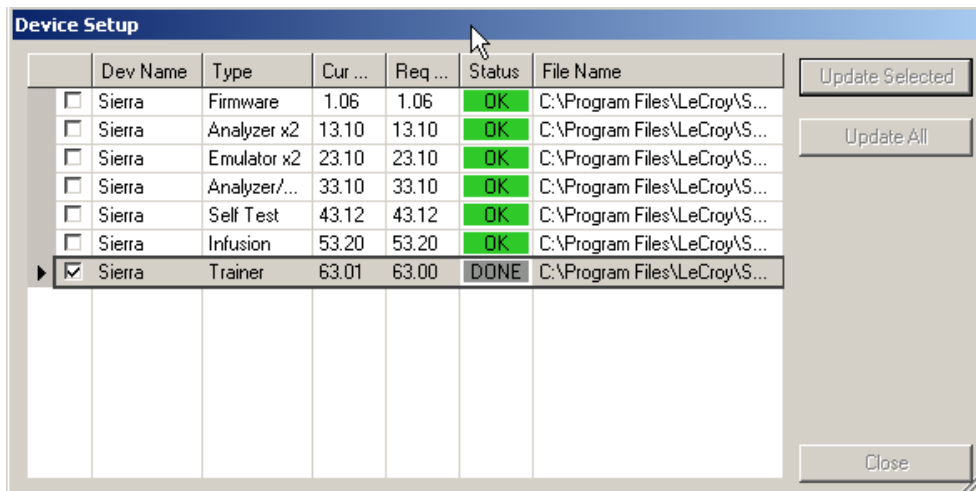 Device Setup
Dev Name Type Cur ... Req ... Status File Name
Sierra Firmware 1.06 1.06 OK C:\Program Files\LeCroy\S...
Sierra Analyzer x2 13.10 13.10 OK C:\Program Files\LeCroy\S...
Sierra Emulator x2 23.10 23.10 OK C:\Program Files\LeCroy\S...
Sierra Analyzer/... 33.10 33.10 OK C:\Program Files\LeCroy\S...
Sierra Self Test 43.12 43.12 OK C:\Program Files\LeCroy\S...
Sierra Infusion 53.20 53.20 OK C:\Program Files\LeCroy\S...
Sierra Trainer 63.01 63.00 DONE C:\Program Files\LeCroy\S...
Update Selected
Update All
Close